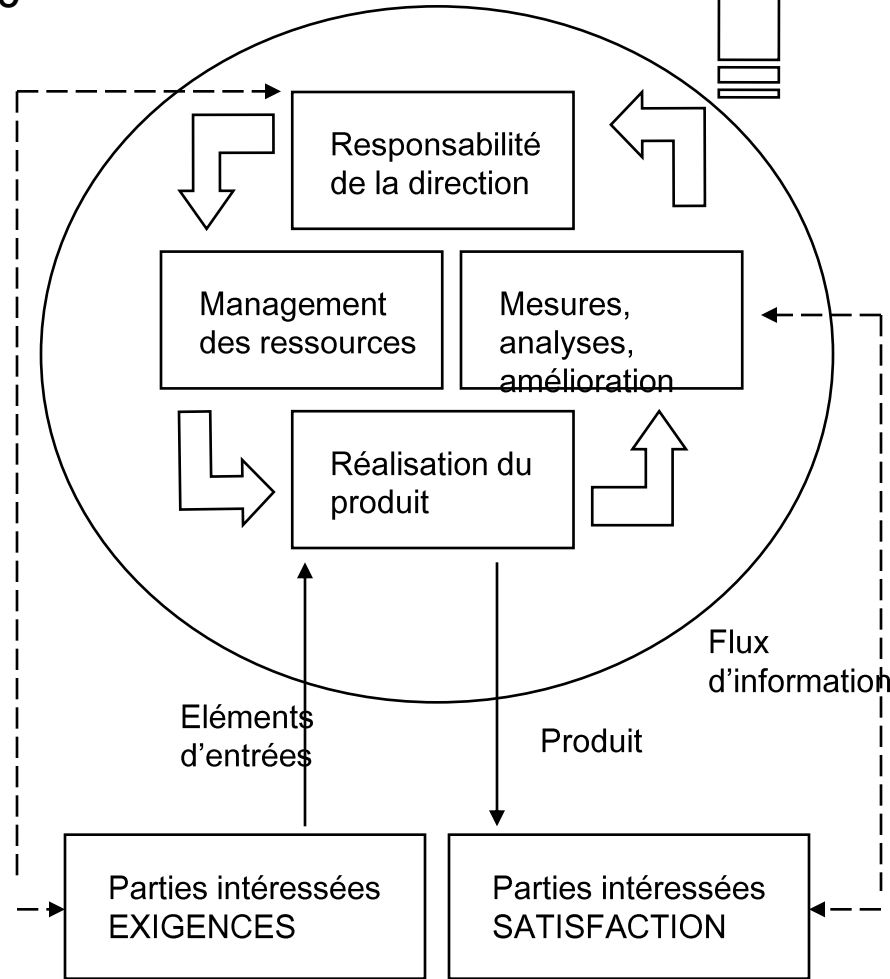 Responsabilité
de la direction
Management
des ressources
Mesures,
analyses,
amélioration
Réalisation du
produit
Flux
d’information
Eléments
d’entrées
Produit
Parties intéressées
EXIGENCES
Parties intéressées
SATISFACTION